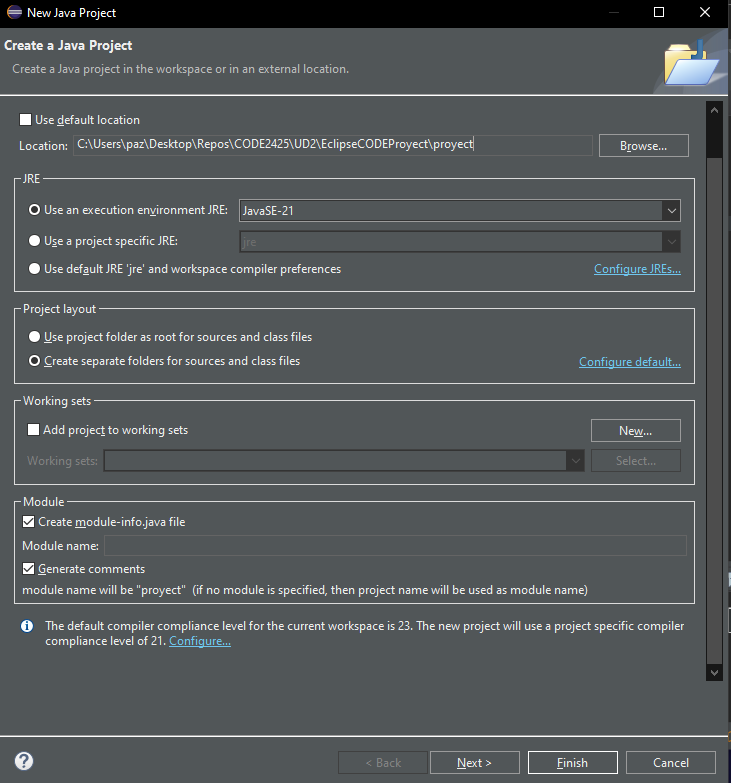 New Java Project
Create a Java Project
Create a Java project in the workspace or in an external location.
Use default location
Location: C:\Users\paz\Desktop\Repos\CODE2425\UD2\EclipseCODEProyect\proyect Browse...
JRE
Use an execution environment JRE: JavaSE-21
Use a project specific JRE: jre
Use default JRE 'jre' and workspace compiler preferences Configure JREs...
Project layout
Use project folder as root for sources and class files
Create separate folders for sources and class files Configure default...
Working sets
Add project to working sets New...
Working sets: Select...
Module
Create module-info.java file
Module name:
Generate comments
module name will be "proyect" (if no module is specified, then project name will be used as module name)
The default compiler compliance level for the current workspace is 23. The new project will use a project specific compiler
compliance level of 21. Configure...
? < Back Next > Finish Cancel